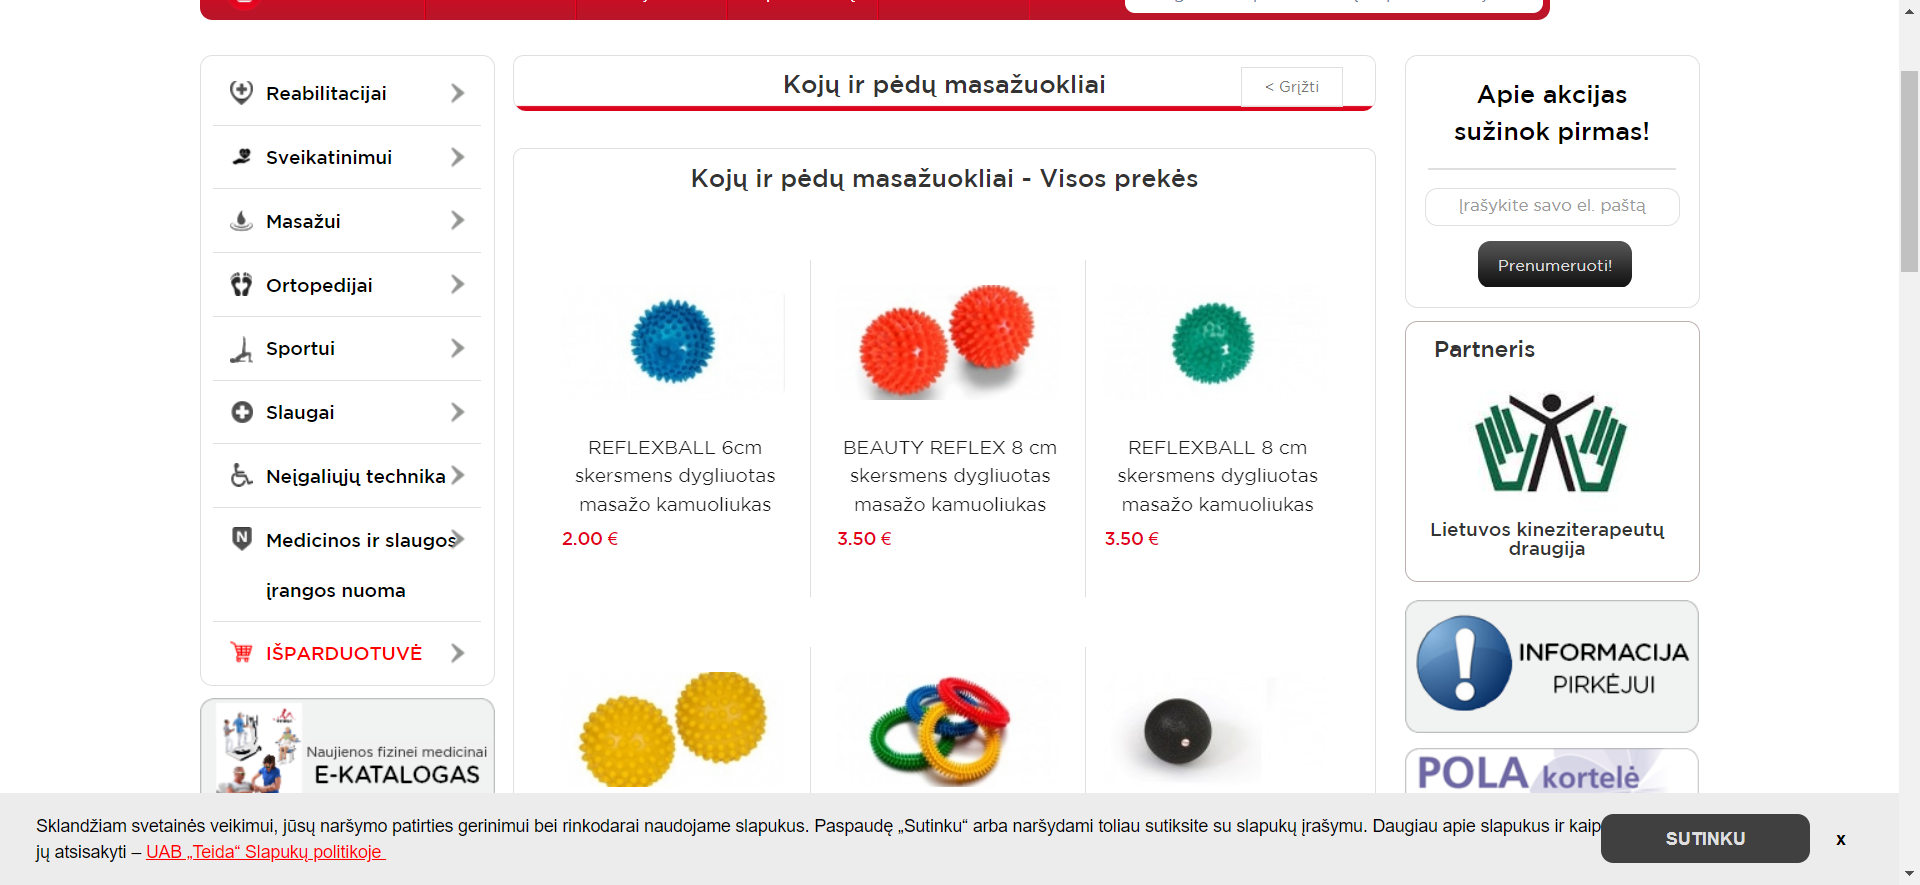 Reabilitacijai
Sveikatinimui
Masažui
Ortopedijai
Sportui
Slaugai
Neįgaliųjų technika
Medicinos ir slaugos
įrangos nuoma
IŠPARDUOTUVĖ
Naujienos fizinei medicinai
E-KATALOGAS
Kojų ir pėdų masažuokliai
< Grįžti
Kojų ir pėdų masažuokliai - Visos prekės
REFLEXBALL 6cm
skersmens dygliuotas
masažo kamuoliukas
2.00 €
BEAUTY REFLEX 8 cm
skersmens dygliuotas
masažo kamuoliukas
3.50 €
REFLEXBALL 8 cm
skersmens dygliuotas
masažo kamuoliukas
3.50 €
Apie akcijas
sužinok pirmas!
Įrašykite savo el. paštą
Prenumeruoti!
Partneris
Lietuvos kineziterapeutų
draugija
INFORMACIJA
PIRKĖJUI
POLA kortelė
Sklandžiam svetainės veikimui, jūsų naršymo patirties gerinimui bei rinkodarai naudojame slapukus. Paspaudę „Sutinku“ arba naršydami toliau sutiksite su slapukų įrašymu. Daugiau apie slapukus ir kaip
jų atsisakyti – UAB „Teida“ Slapukų politikoje
SUTINKU
x